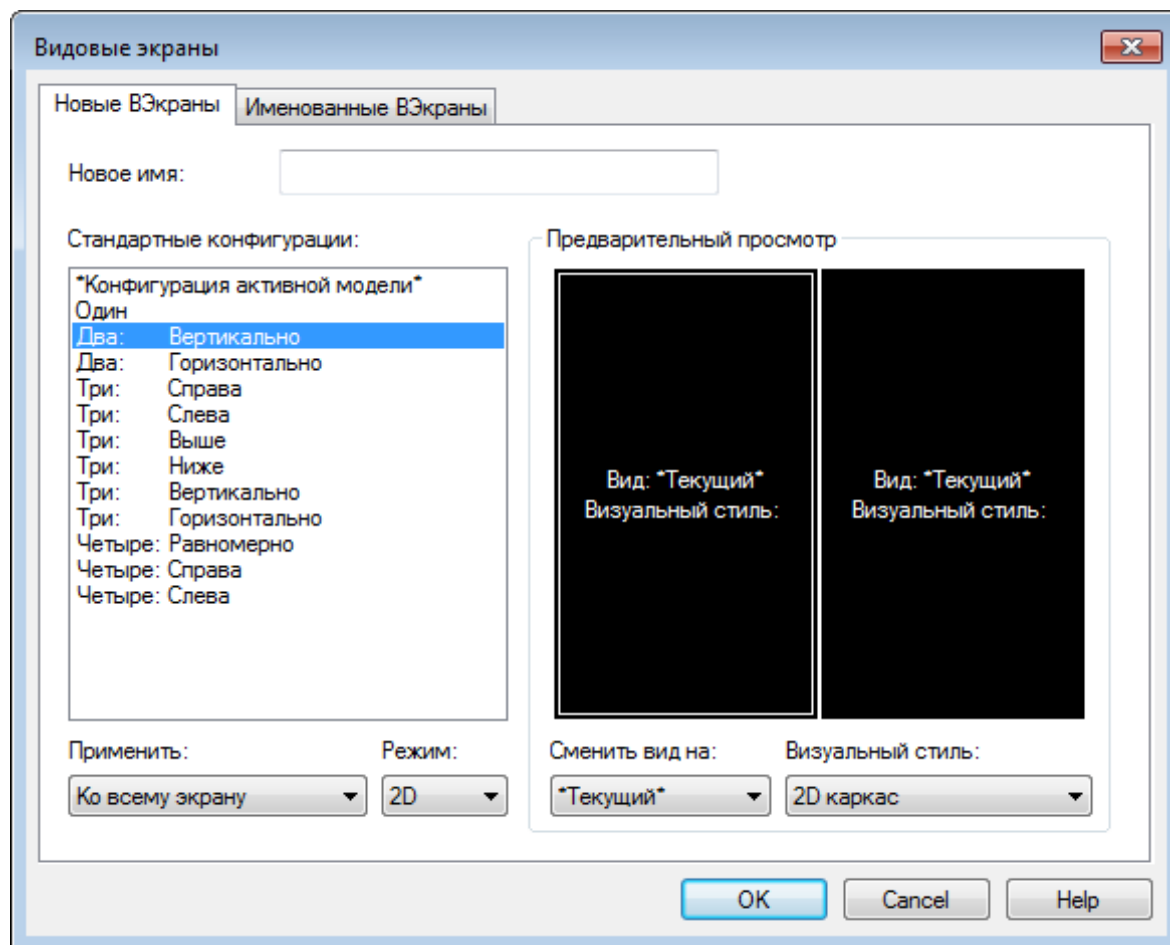 Видовые экраны
Новые ВЭкраны
Именованные ВЭкраны
Новое имя:
Стандартные конфигурации:
*Конфигурация активной модели*
Один
Два: Вертикально
Два: Горизонтально
Три: Справа
Три: Слева
Три: Выше
Три: Ниже
Три: Вертикально
Три: Горизонтально
Четыре: Равномерно
Четыре: Справа
Четыре: Слева
Предварительный просмотр
Вид: *Текущий*
Визуальный стиль:
Вид: *Текущий*
Визуальный стиль:
Применить:
Режим:
Ко всему экрану
2D
Сменить вид на:
Визуальный стиль:
*Текущий*
2D каркас
OK
Cancel
Help